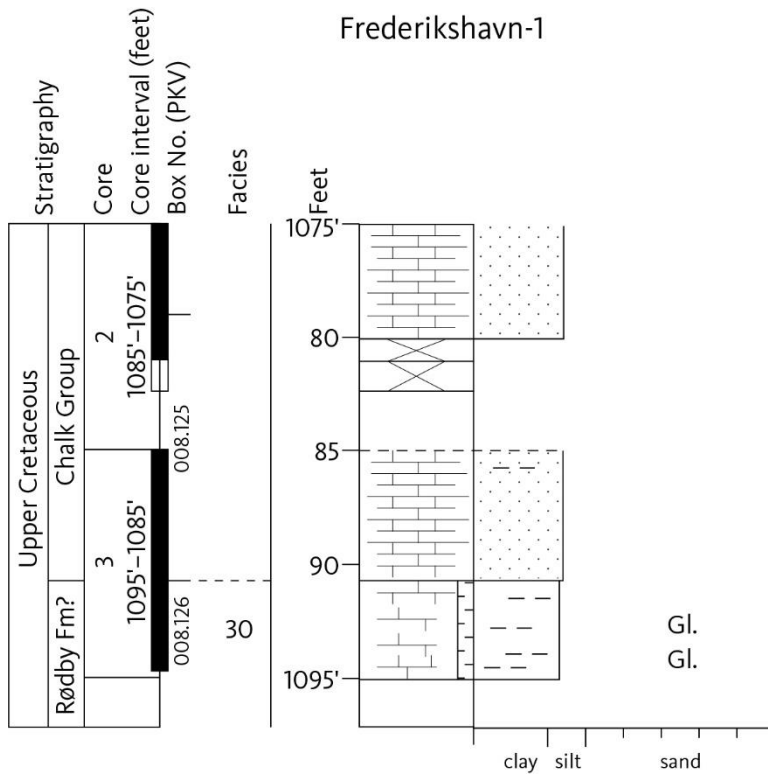 Frederikshavn-1
Stratigraphy
Core
Core interval (feet)
Box No. (PKV)
Facies
Feet
Upper Cretaceous
Chalk Group
Rødby Fm?
2
3
1085'–1075'
1095'–1085'
008.125
008.126
30
1075'
80
85
90
1095'
Gl.
Gl.
clay silt sand